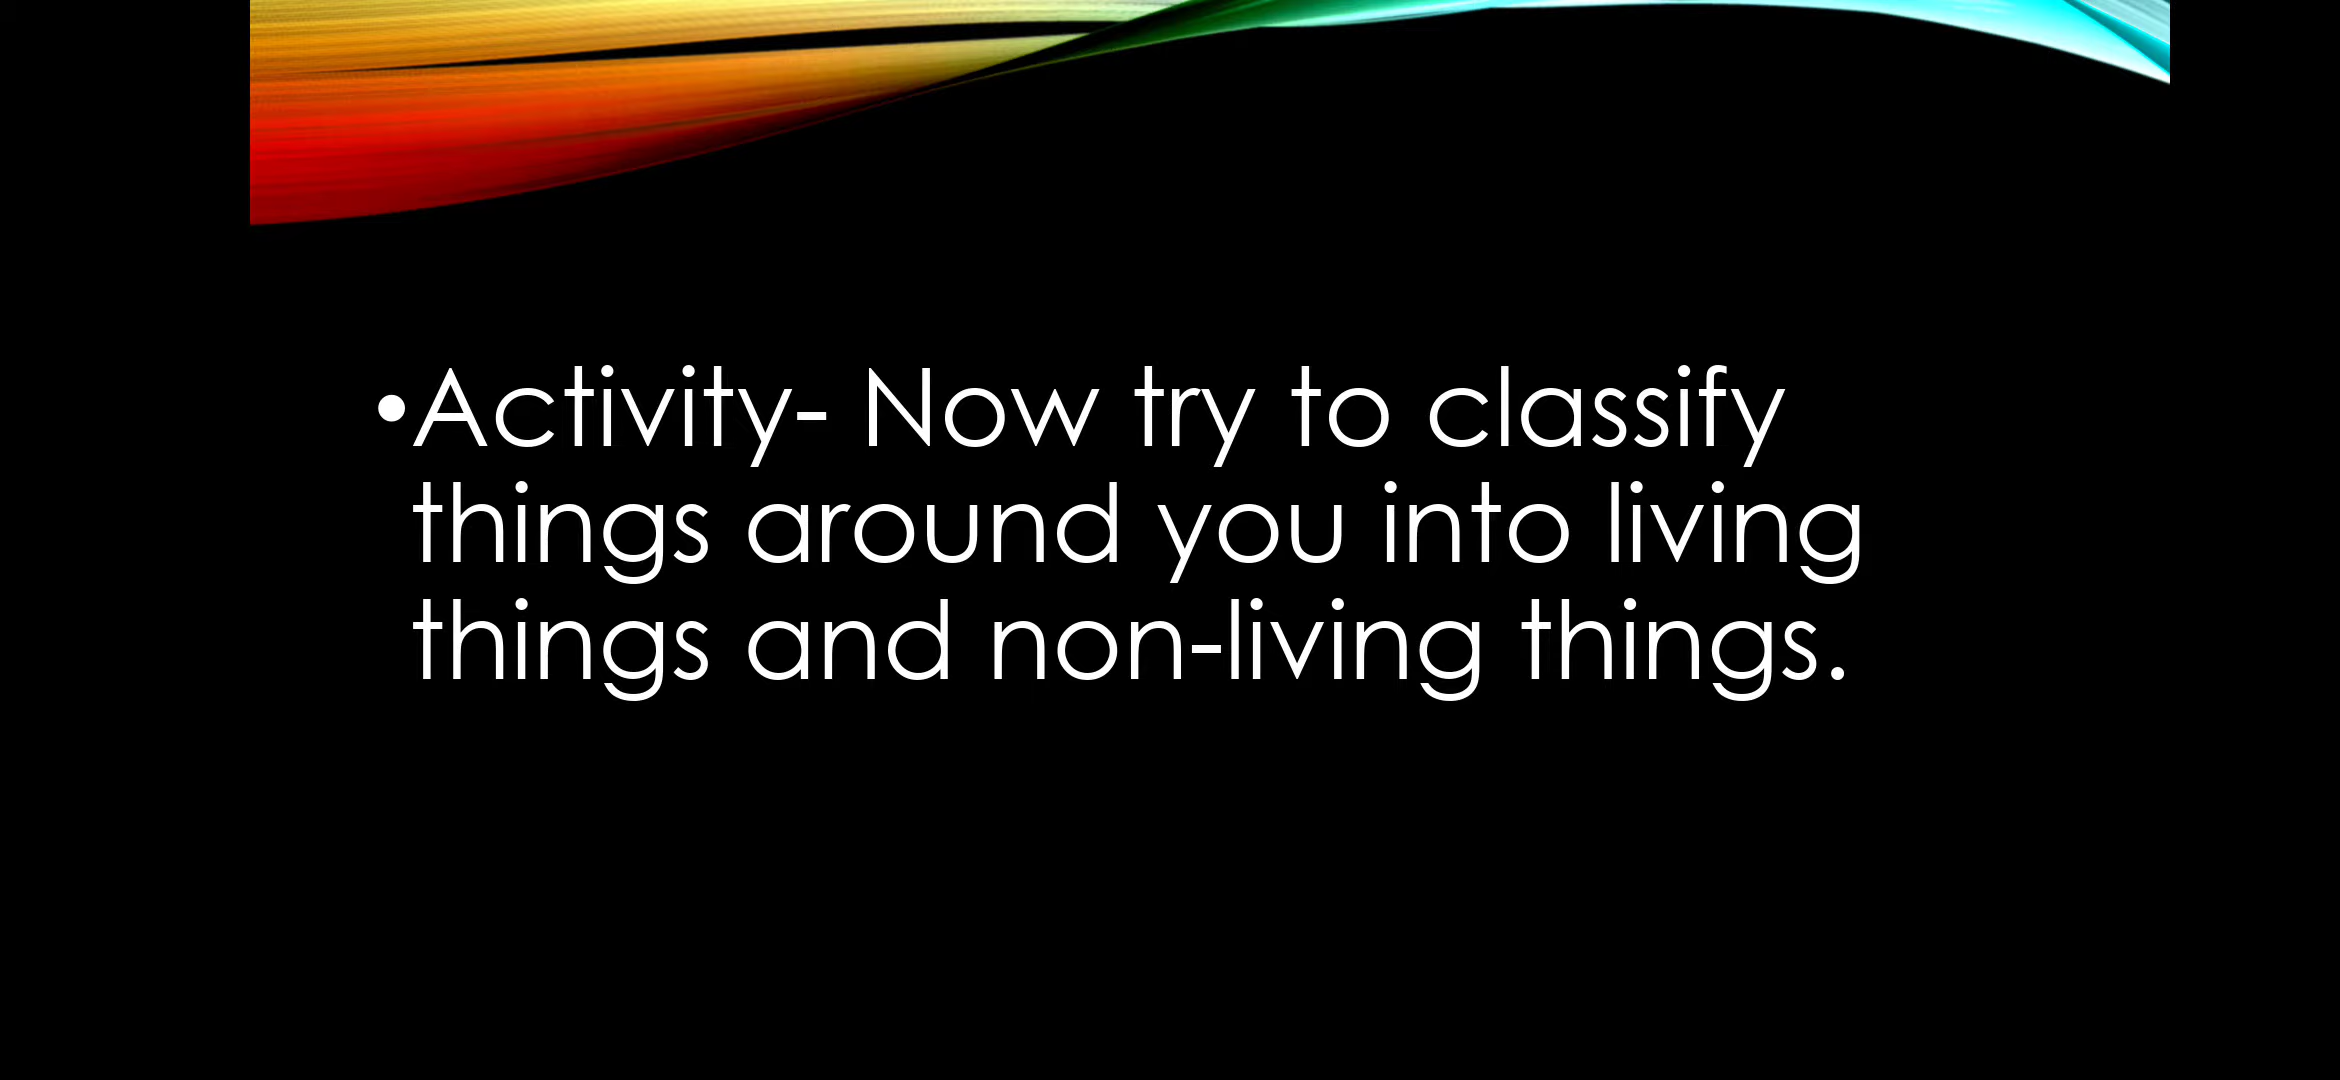 •Activity- Now try to classify
things around you into living
things and non-living things.